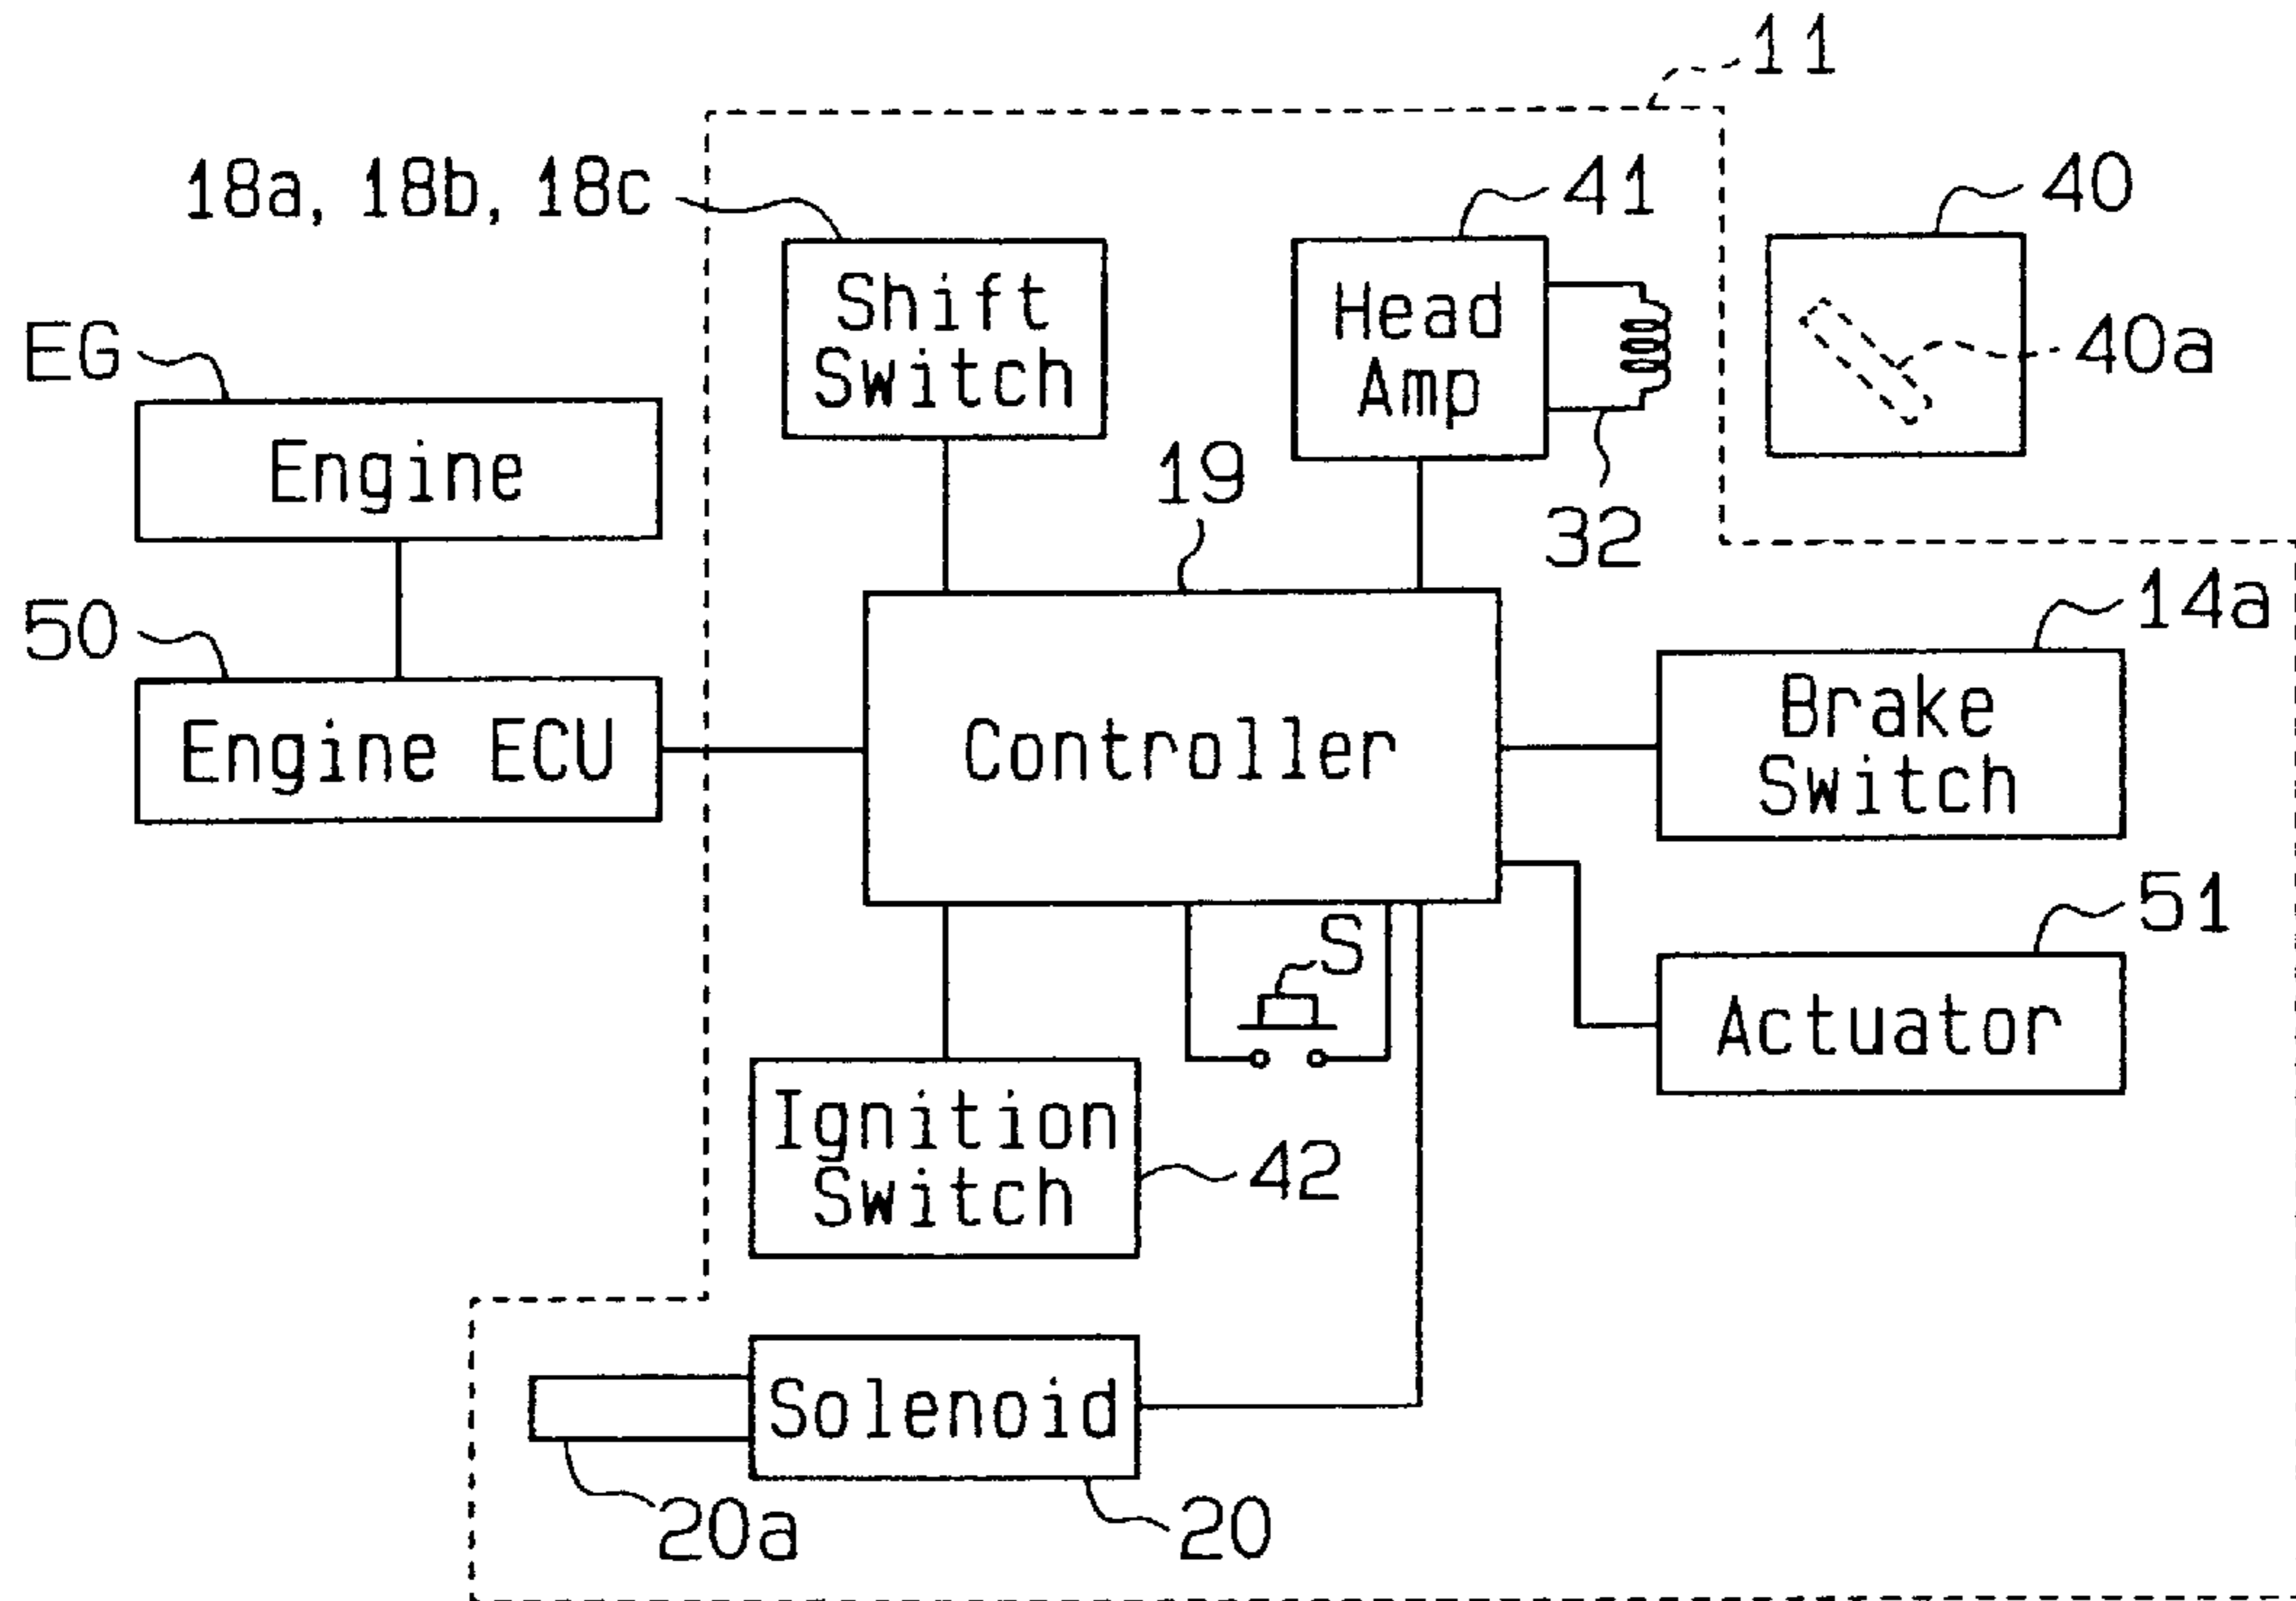 11
18a, 18b, 18c
41
40
Shift
Switch
Head
Amp
40a
EG
Engine
19
32
50
14a
Engine ECU
Controller
Brake
Switch
S
51
Actuator
Ignition
Switch
42
Solenoid
20a
20